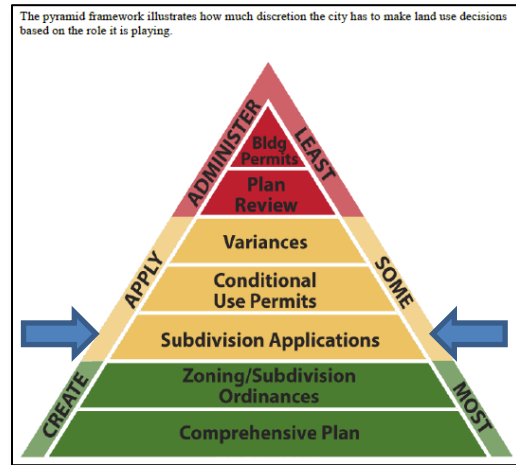 The pyramid framework illustrates how much discretion the city has to make land use decisions
based on the role it is playing.
ADMINISTER
LEAST
Bldg
Permits
Plan
Review
APPLY
SOME
Variances
Conditional
Use Permits
Subdivision Applications
CREATE
MOST
Zoning/Subdivision
Ordinances
Comprehensive Plan